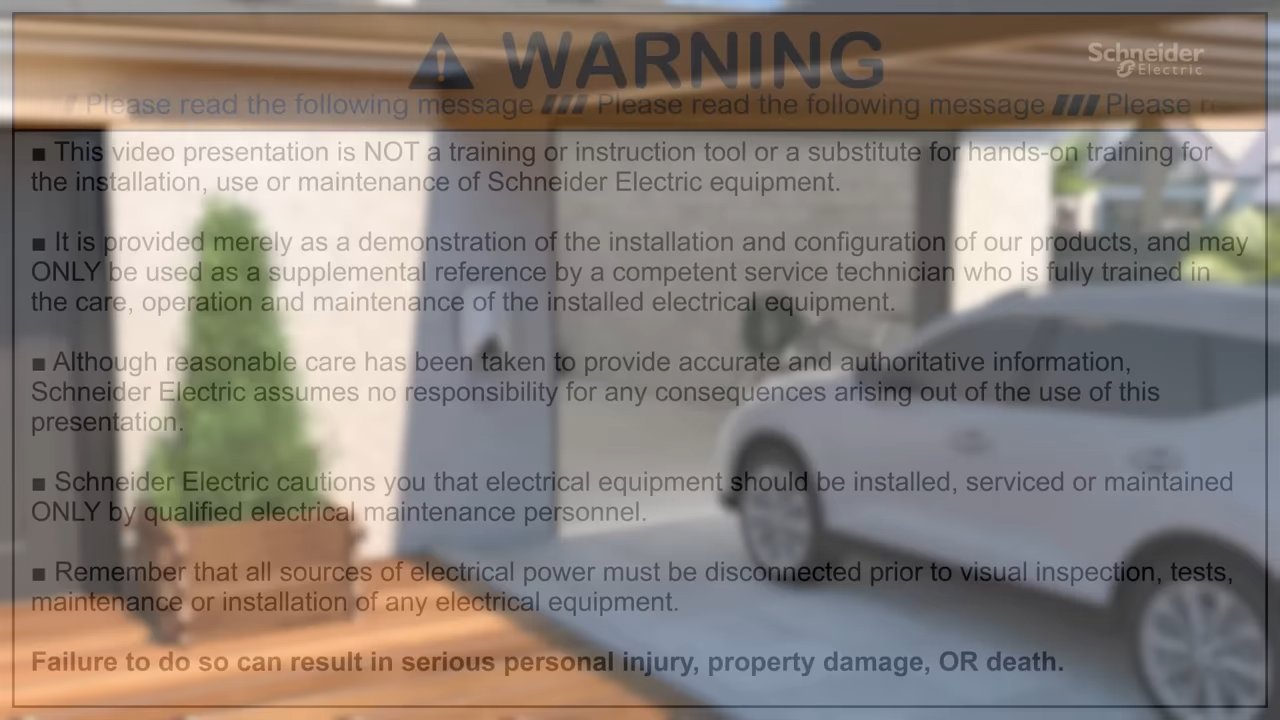 ⚠ WARNING
Schneider
Electric
Please read the following message /// Please read the following message /// Please
■ This video presentation is NOT a training or instruction tool or a substitute for hands-on training for
the installation, use or maintenance of Schneider Electric equipment.
■ It is provided merely as a demonstration of the installation and configuration of our products, and may
ONLY be used as a supplemental reference by a competent service technician who is fully trained in
the care, operation and maintenance of the installed electrical equipment.
■ Although reasonable care has been taken to provide accurate and authoritative information,
Schneider Electric assumes no responsibility for any consequences arising out of the use of this
presentation.
■ Schneider Electric cautions you that electrical equipment should be installed, serviced or maintained
ONLY by qualified electrical maintenance personnel.
■ Remember that all sources of electrical power must be disconnected prior to visual inspection, tests,
maintenance or installation of any electrical equipment.
Failure to do so can result in serious personal injury, property damage, OR death.